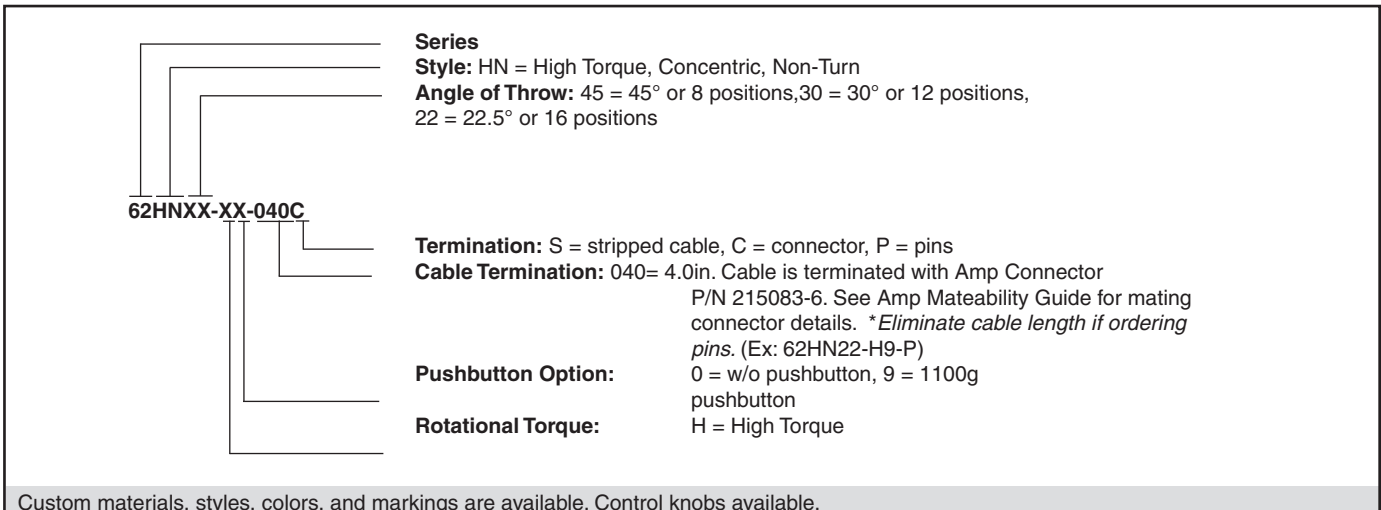 Series
Style: HN = High Torque, Concentric, Non-Turn
Angle of Throw: 45 = 45° or 8 positions,30 = 30° or 12 positions,
22 = 22.5° or 16 positions
62HNXX-XX-040C
Termination: S = stripped cable, C = connector, P = pins
Cable Termination: 040= 4.0in. Cable is terminated with Amp Connector
P/N 215083-6. See Amp Mateability Guide for mating
connector details. *Eliminate cable length if ordering
pins. (Ex: 62HN22-H9-P)
Pushbutton Option: 0 = w/o pushbutton, 9 = 1100g
pushbutton
Rotational Torque: H = High Torque
Custom materials, styles, colors, and markings are available. Control knobs available.